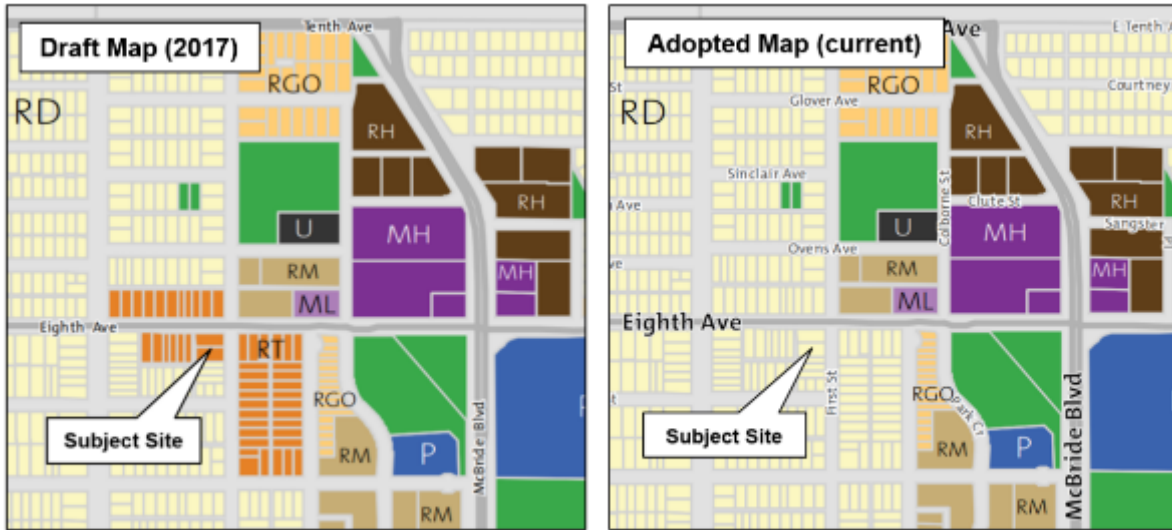 Draft Map (2017)
Tenth Ave
RGO
RD
RH
RH
U
MH
RM
MH
ML
Eighth Ave
RT
RGO
Subject Site
RM
P
McBride Blvd
RM
Adopted Map (current)
Ave
E Tenth A
RGO
Courtney
St
Glover Ave
RD
RH
Sinclair Ave
Colborne St
Clute St
RH
Ave
U
MH
Sangster
Ovens Ave
RM
MH
ve
ML
Eighth Ave
First St
RGO
Park Cr
Subject Site
RM
P
McBride Blvd
RM